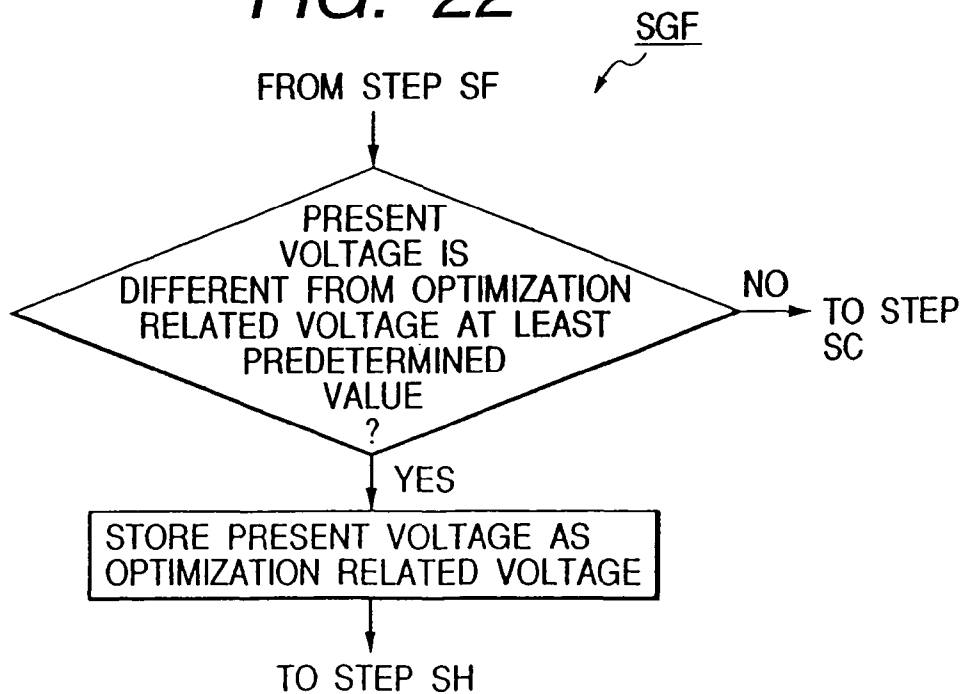 FIG. 22
SGF
FROM STEP SF
PRESENT
VOLTAGE IS
DIFFERENT FROM OPTIMIZATION
RELATED VOLTAGE AT LEAST
PREDETERMINED
VALUE
?
NO
TO STEP
SC
YES
STORE PRESENT VOLTAGE AS
OPTIMIZATION RELATED VOLTAGE
TO STEP SH